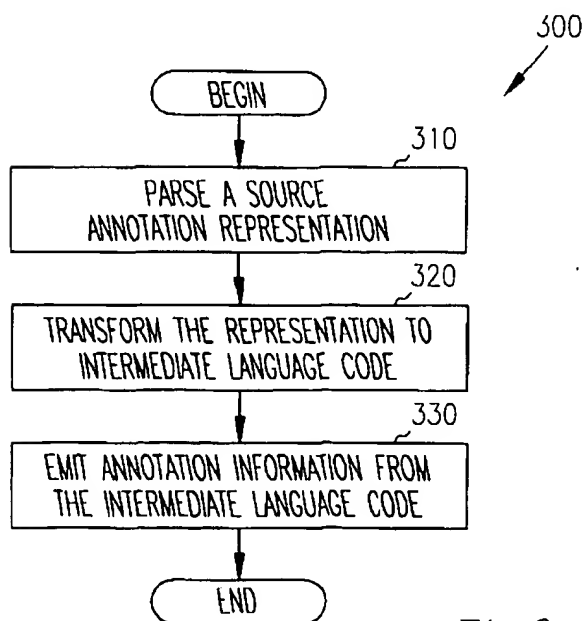 300
BEGIN
310
PARSE A SOURCE
ANNOTATION REPRESENTATION
320
TRANSFORM THE REPRESENTATION TO
INTERMEDIATE LANGUAGE CODE
330
EMIT ANNOTATION INFORMATION FROM
THE INTERMEDIATE LANGUAGE CODE
END